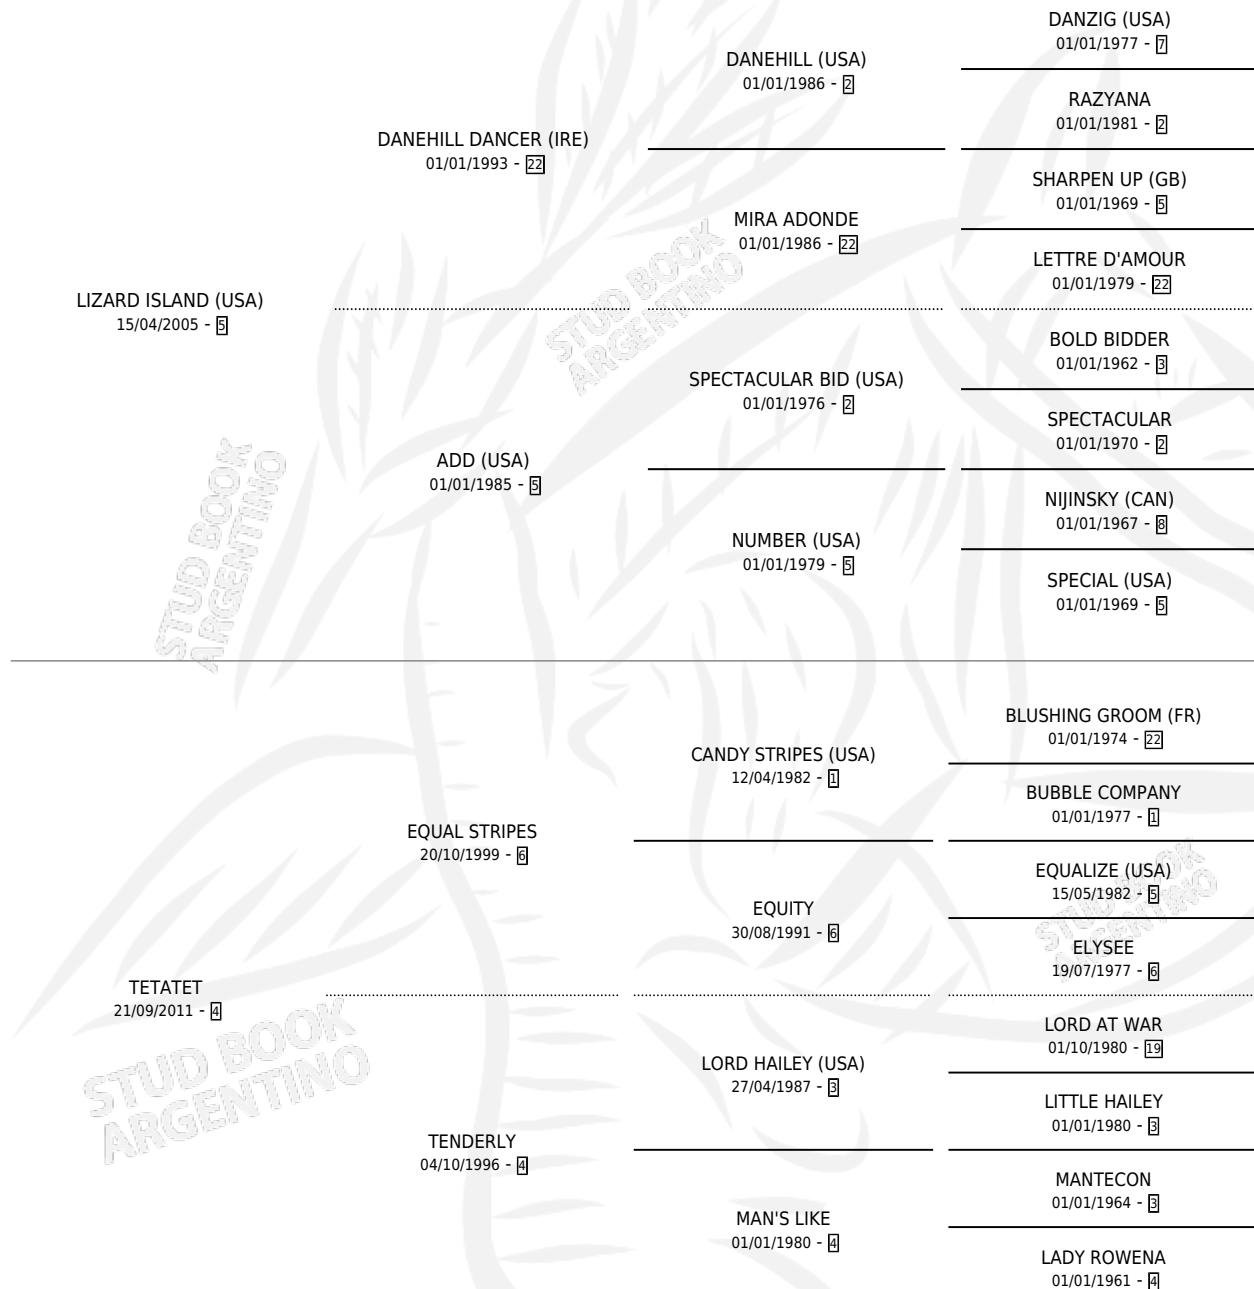 DANZIG (USA)
01/01/1977 - 7
DANEHILL (USA)
01/01/1986 - 2
RAZYANA
01/01/1981 - 2
DANEHILL DANCER (IRE)
01/01/1993 - 22
SHARPEN UP (GB)
01/01/1969 - 5
MIRA ADONDE
01/01/1986 - 22
LETTRE D'AMOUR
01/01/1979 - 22
LIZARD ISLAND (USA)
15/04/2005 - 5
STUD BOOK
ARGENTINO
BOLD BIDDER
01/01/1962 - 3
SPECTACULAR BID (USA)
01/01/1976 - 2
SPECTACULAR
01/01/1970 - 2
ADD (USA)
01/01/1985 - 5
NIJINSKY (CAN)
01/01/1967 - 8
NUMBER (USA)
01/01/1979 - 5
SPECIAL (USA)
01/01/1969 - 5
STUD BOOK
ARGENTINO
BLUSHING GROOM (FR)
01/01/1974 - 22
CANDY STRIPES (USA)
12/04/1982 - 1
BUBBLE COMPANY
01/01/1977 - 1
EQUAL STRIPES
20/10/1999 - 6
EQUALIZE (USA)
15/05/1982 - 5
STUD BOOK
ARGENTINO
EQUITY
30/08/1991 - 6
ELYSEE
19/07/1977 - 6
TETATET
21/09/2011 - 4
STUD BOOK
ARGENTINO
LORD AT WAR
01/10/1980 - 19
LORD HAILEY (USA)
27/04/1987 - 3
LITTLE HAILEY
01/01/1980 - 3
TENDERLY
04/10/1996 - 4
MANTECON
01/01/1964 - 3
MAN'S LIKE
01/01/1980 - 4
LADY ROWENA
01/01/1961 - 4